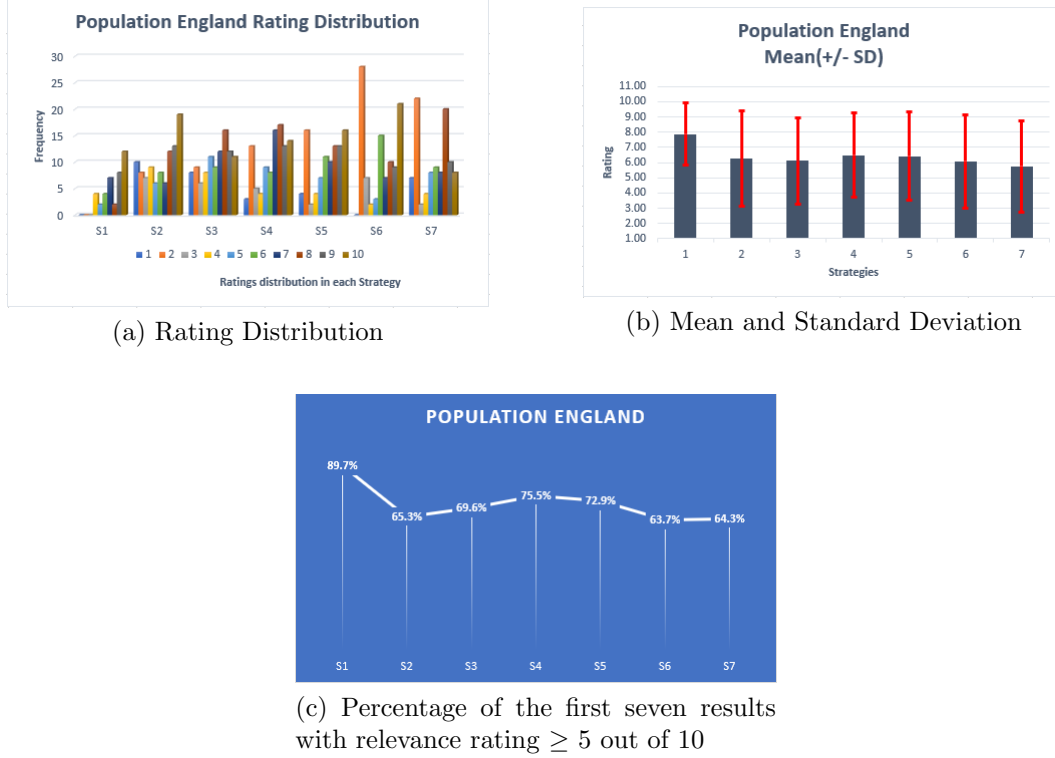 Population England Rating Distribution
Frequency
30
25
20
15
10
5
0
S1 S2 S3 S4 S5 S6 S7
1 2 3 4 5 6 7 8 9 10
Ratings distribution in each Strategy
(a) Rating Distribution
Population England
Mean(+/- SD)
Rating
11.00
10.00
9.00
8.00
7.00
6.00
5.00
4.00
3.00
2.00
1.00
1 2 3 4 5 6 7
Strategies
(b) Mean and Standard Deviation
POPULATION ENGLAND
89.7% 65.3% 69.6% 75.5% 72.9% 63.7% 64.3%
S1 S2 S3 S4 S5 S6 S7
(c) Percentage of the first seven results
with relevance rating ≥ 5 out of 10